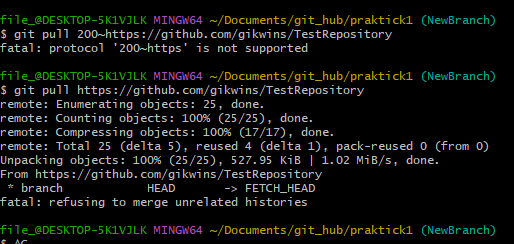 file_@DESKTOP-5K1VJLK MINGW64 ~/Documents/git_hub/praktick1 (NewBranch)
$ git pull 200~https://github.com/gikwins/TestRepository
fatal: protocol '200~https' is not supported
file_@DESKTOP-5K1VJLK MINGW64 ~/Documents/git_hub/praktick1 (NewBranch)
$ git pull https://github.com/gikwins/TestRepository
remote: Enumerating objects: 25, done.
remote: Counting objects: 100% (25/25), done.
remote: Compressing objects: 100% (17/17), done.
remote: Total 25 (delta 5), reused 4 (delta 1), pack-reused 0 (from 0)
Unpacking objects: 100% (25/25), 527.95 KiB | 1.02 MiB/s, done.
From https://github.com/gikwins/TestRepository
 * branch            HEAD       -> FETCH_HEAD
fatal: refusing to merge unrelated histories
file_@DESKTOP-5K1VJLK MINGW64 ~/Documents/git_hub/praktick1 (NewBranch)